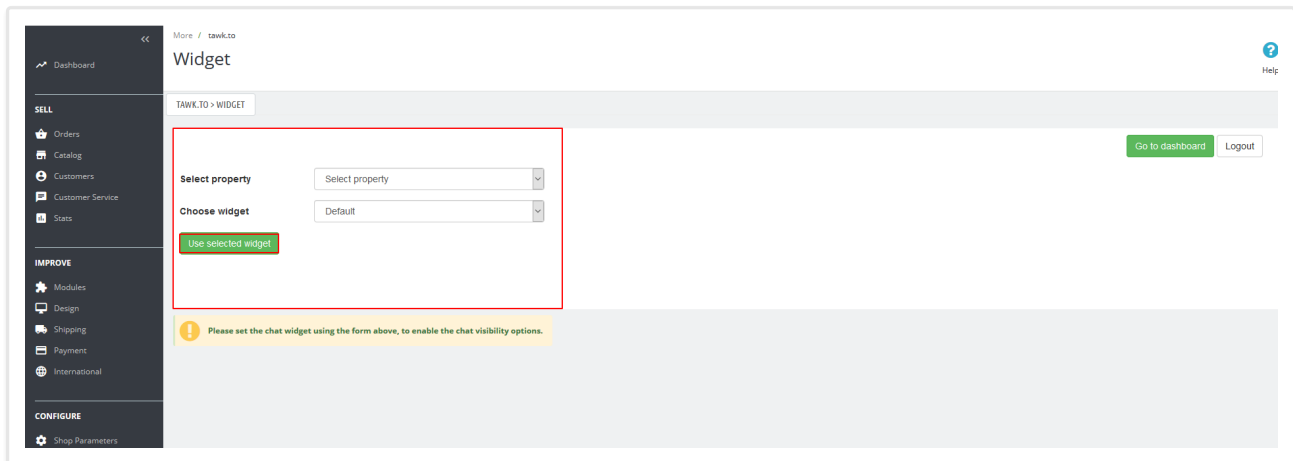 More / tawk.to
Widget
Help
Dashboard
SELL
Orders
Catalog
Customers
Customer Service
Stats
IMPROVE
Modules
Design
Shipping
Payment
International
CONFIGURE
Shop Parameters
TAWK.TO > WIDGET
Go to dashboard Logout
Select property Select property
Choose widget Default
Use selected widget
Please set the chat widget using the form above, to enable the chat visibility options.